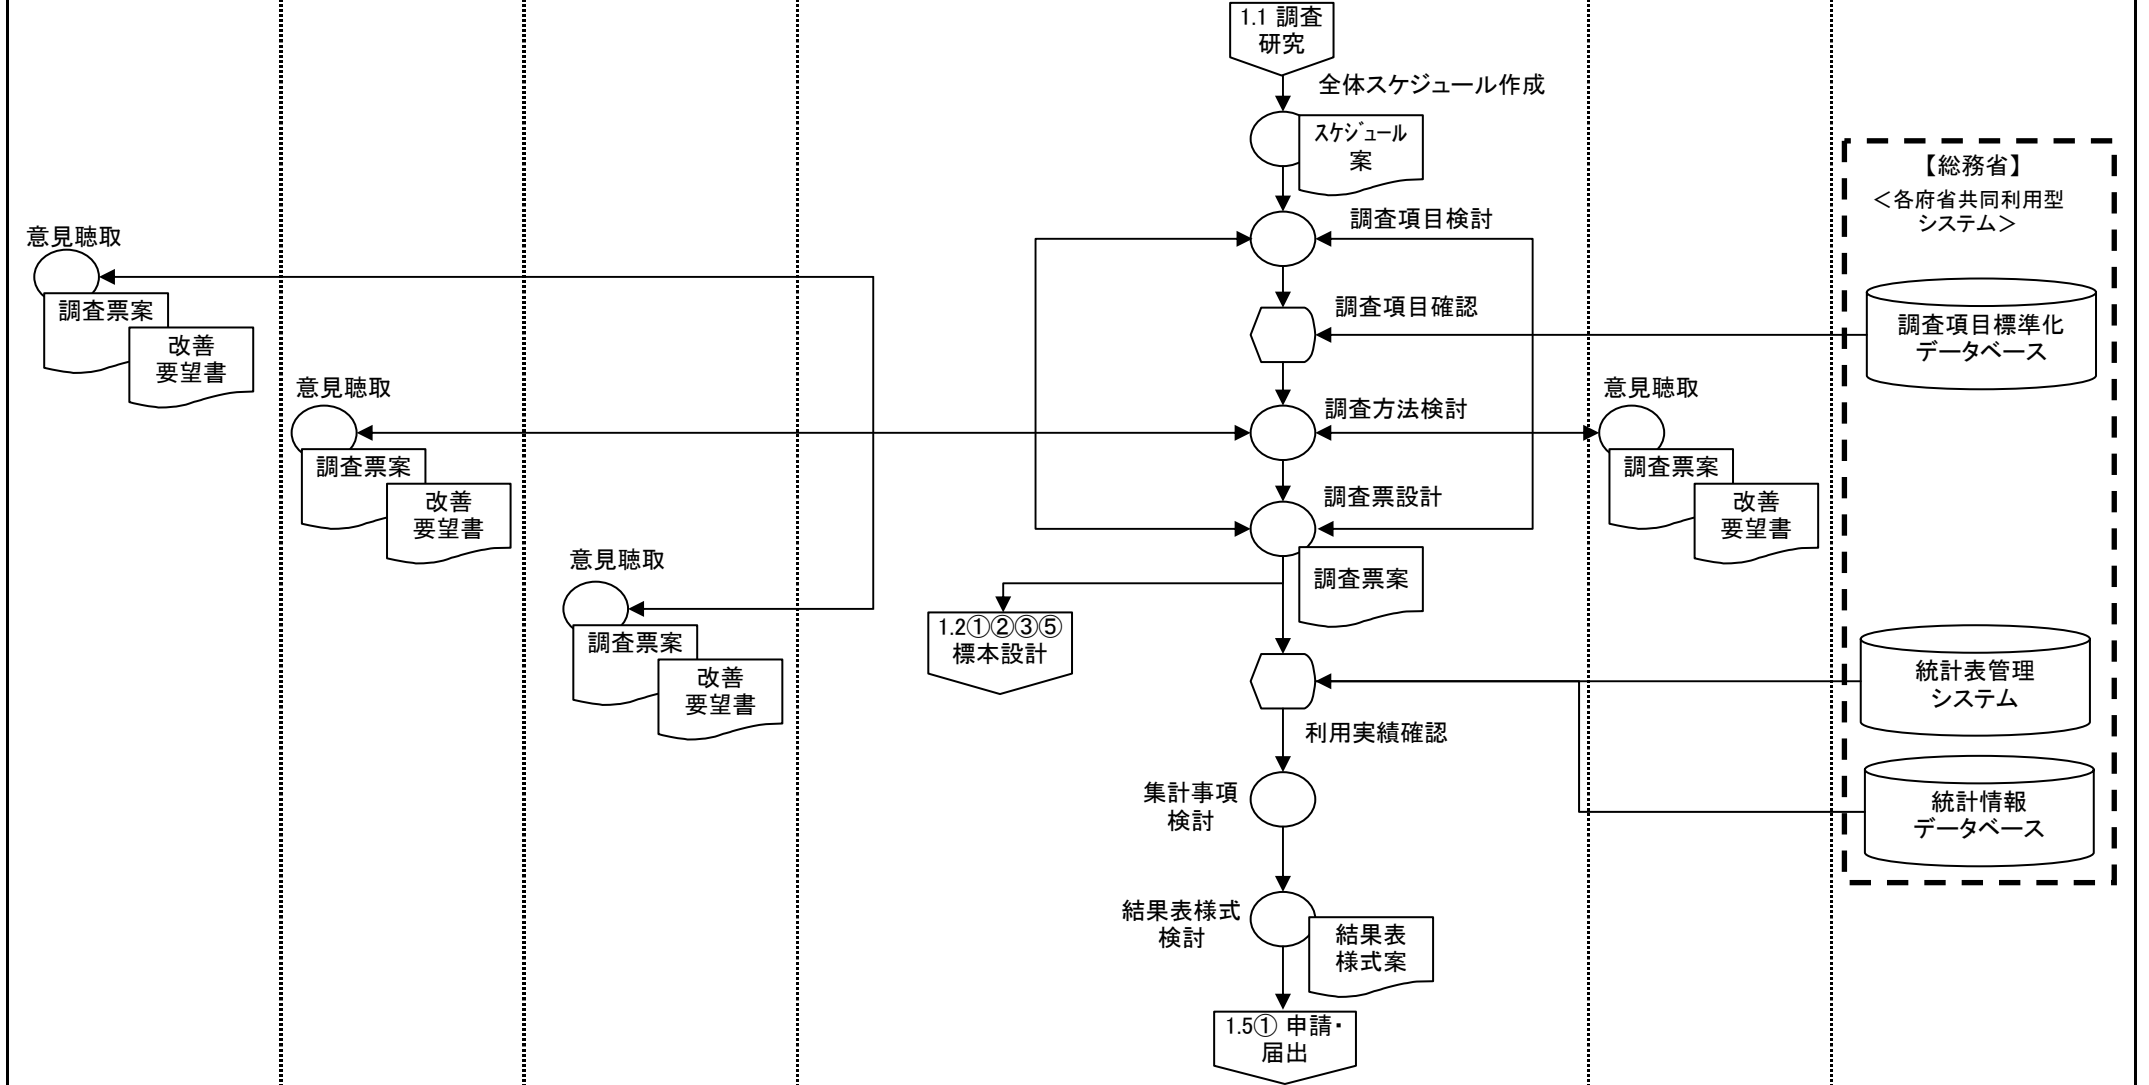 1.1 調査
研究
全体スケジュール作成
スケジュール
案
【総務省】
＜各府省共同利用型
システム＞
調査項目検討
意見聴取
調査票案
改善
要望書
調査項目確認
調査項目標準化
データベース
意見聴取
調査票案
改善
要望書
調査方法検討
意見聴取
調査票案
改善
要望書
調査票設計
調査票案
意見聴取
調査票案
改善
要望書
1.2①②③⑤
標本設計
統計表管理
システム
利用実績確認
集計事項
検討
統計情報
データベース
結果表様式
検討
結果表
様式案
1.5① 申請・
届出